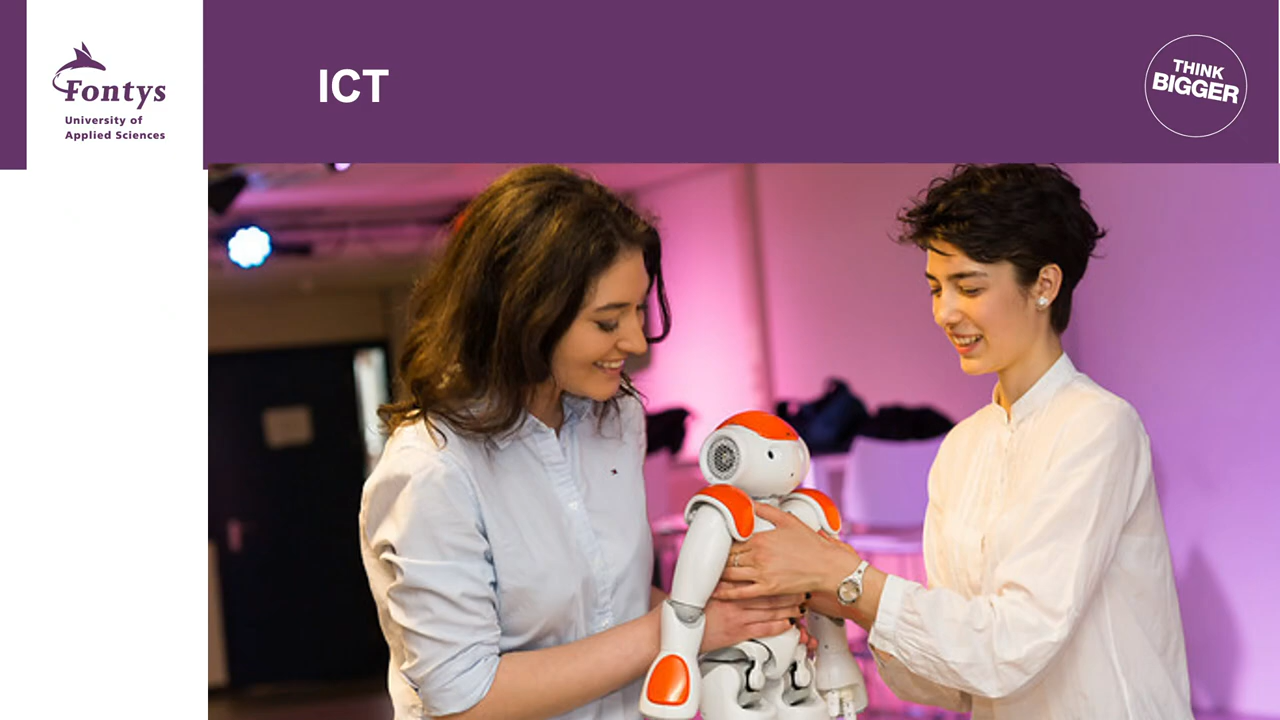 Fontys
University of
Applied Sciences
ICT
THINK
BIGGER